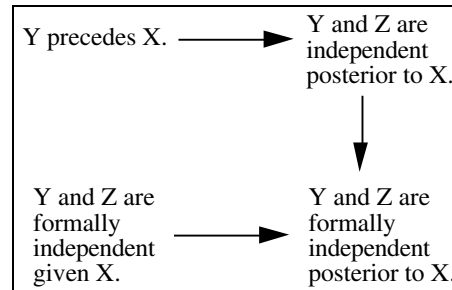 Y precedes X.
Y and Z are
independent
posterior to X.
Y and Z are
formally
independent
given X.
Y and Z are
formally
independent
posterior to X.